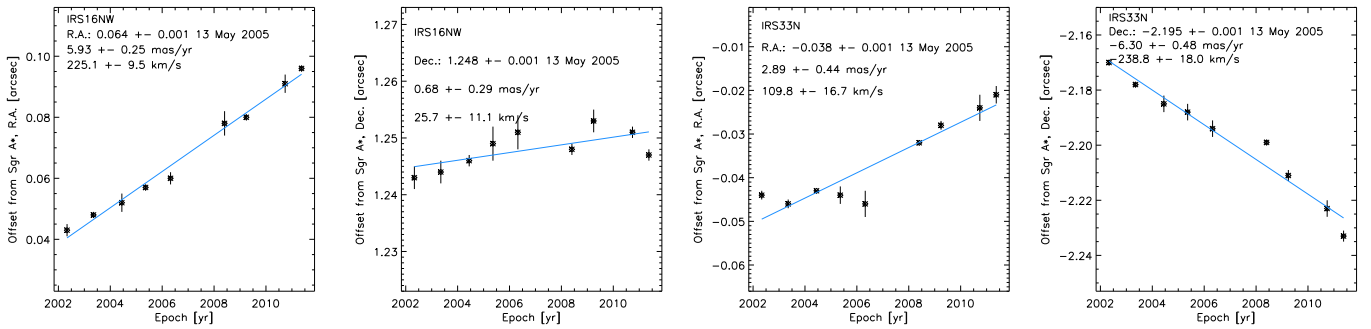 IRS16NW
R.A.: 0.064 +− 0.001 13 May 2005
5.93 +− 0.25 mas/yr
225.1 +− 9.5 km/s
0.10
0.08
0.06
0.04
Offset from Sgr A*, R.A. [arcsec]
2002 2004 2006 2008 2010
Epoch [yr]
IRS16NW
Dec.: 1.248 +− 0.001 13 May 2005
0.68 +− 0.29 mas/yr
25.7 +− 11.1 km/s
1.27
1.26
1.25
1.24
1.23
Offset from Sgr A*, Dec. [arcsec]
2002 2004 2006 2008 2010
Epoch [yr]
IRS33N
R.A.: −0.038 +− 0.001 13 May 2005
2.89 +− 0.44 mas/yr
109.8 +− 16.7 km/s
−0.01
−0.02
−0.03
−0.04
−0.05
−0.06
Offset from Sgr A*, R.A. [arcsec]
2002 2004 2006 2008 2010
Epoch [yr]
IRS33N
Dec.: −2.195 +− 0.001 13 May 2005
−6.30 +− 0.48 mas/yr
−238.8 +− 18.0 km/s
−2.16
−2.18
−2.20
−2.22
−2.24
Offset from Sgr A*, Dec. [arcsec]
2002 2004 2006 2008 2010
Epoch [yr]